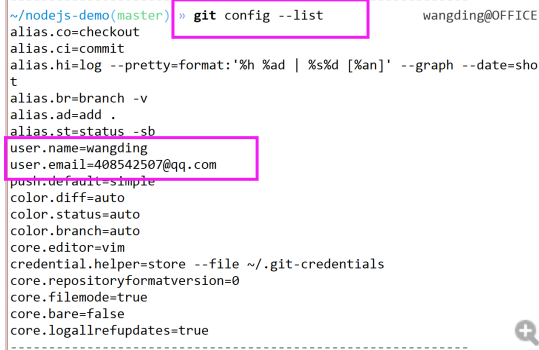 ~/nodejs-demo(master) » git config --list wangding@OFFICE
alias.co=checkout
alias.ci=commit
alias.hi=log --pretty=format:'%h %ad | %s%d [%an]' --graph --date=sho
t
alias.br=branch -v
alias.ad=add .
alias.st=status -sb
user.name=wangding
user.email=408542507@qq.com
push.default=simple
color.diff=auto
color.status=auto
color.branch=auto
core.editor=vim
credential.helper=store --file ~/.git-credentials
core.repositoryformatversion=0
core.filemode=true
core.bare=false
core.logallrefupdates=true